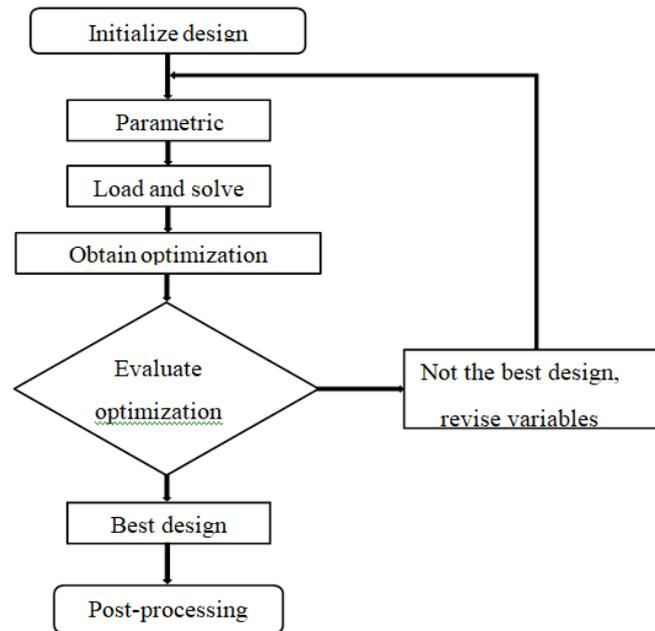 Initialize design
Parametric
Load and solve
Obtain optimization
Evaluate
optimization
Not the best design,
revise variables
Best design
Post-processing